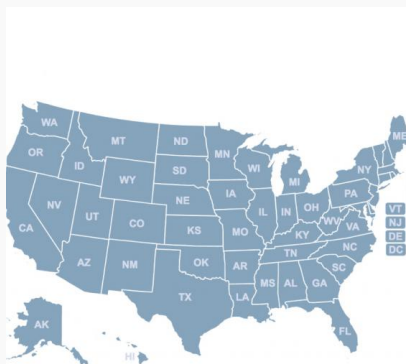 WA
MT
ND
MN
ME
OR
ID
WY
SD
WI
MI
NY
NV
UT
CO
NE
IA
IL
IN
OH
PA
CA
KS
MO
KY
WV
VA
VT
NJ
DE
DC
AZ
NM
OK
AR
TN
NC
TX
LA
MS
AL
GA
SC
AK
HI
FL